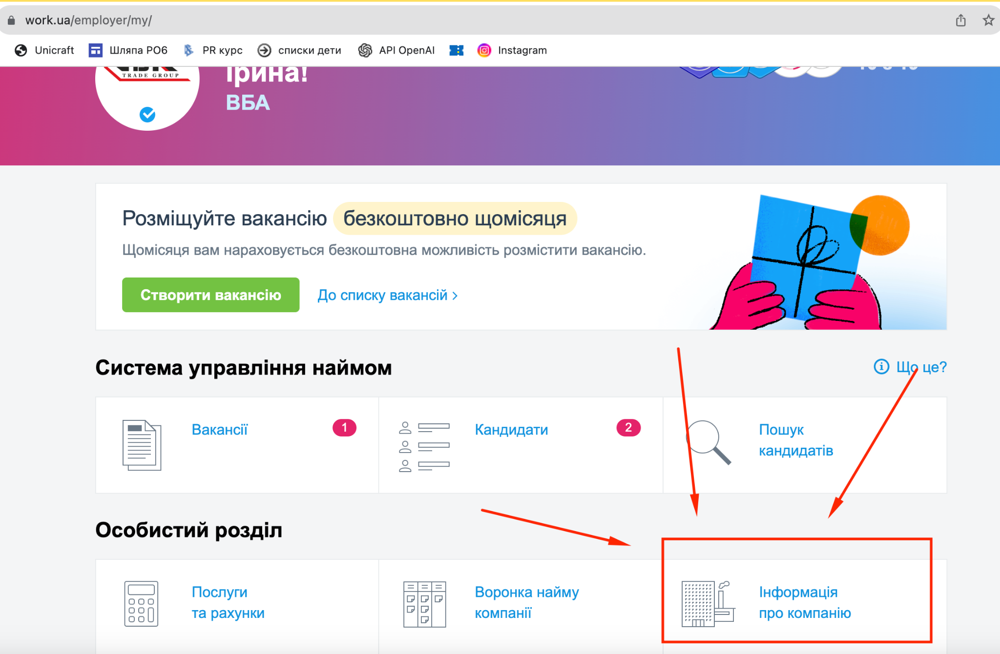 work.ua/employer/my/
Unicraft
Шляпа РО6
PR курс
списки дети
API OpenAI
Instagram
TRADE GROUP
Ірина!
ВБА
Розміщуйте вакансію безкоштовно щомісяця
Щомісяця вам нараховується безкоштовна можливість розмістити вакансію.
Створити вакансію
До списку вакансій >
Система управління наймом
Що це?
Вакансії
1
Кандидати
2
Пошук
кандидатів
Особистий розділ
Послуги
та рахунки
Воронка найму
компанії
Інформація
про компанію